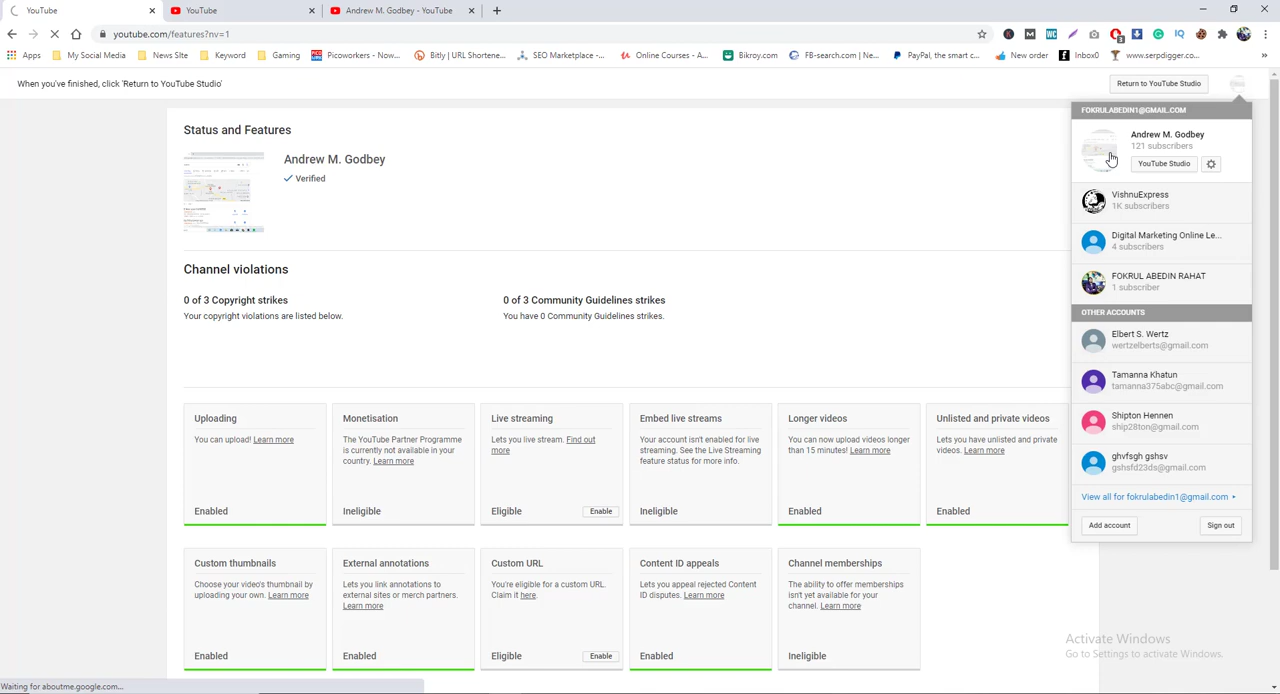 YouTube
YouTube
Andrew M. Godbey - YouTube
youtube.com/features?nv=1
Apps
My Social Media
News SIte
Keyword
Gaming
Picoworkers - Now...
Bitly | URL Shortene...
SEO Marketplace -...
Online Courses - A...
Bikroy.com
FB-search.com | Ne...
PayPal, the smart c...
New order
Inbox0
www.serpdigger.co...
When you've finished, click 'Return to YouTube Studio'
Return to YouTube Studio
Status and Features
Andrew M. Godbey
Verified
Channel violations
0 of 3 Copyright strikes
Your copyright violations are listed below.
0 of 3 Community Guidelines strikes
You have 0 Community Guidelines strikes.
Uploading
You can upload! Learn more
Enabled
Monetisation
The YouTube Partner Programme
is currently not available in your
country. Learn more
Ineligible
Live streaming
Lets you live stream. Find out
more
Eligible
Enable
Embed live streams
Your account isn't enabled for live
streaming. See the Live Streaming
feature status for more info.
Ineligible
Longer videos
You can now upload videos longer
than 15 minutes! Learn more
Enabled
Unlisted and private videos
Lets you have unlisted and private
videos. Learn more
Enabled
Custom thumbnails
Choose your video's thumbnail by
uploading your own. Learn more
Enabled
External annotations
Lets you link annotations to
external sites or merch partners.
Learn more
Enabled
Custom URL
You're eligible for a custom URL.
Claim it here.
Eligible
Enable
Content ID appeals
Lets you appeal rejected Content
ID disputes. Learn more
Enabled
Channel memberships
The ability to offer memberships
isn't yet available for your
channel. Learn more
Ineligible
FOKRULABEDIN1@GMAIL.COM
Andrew M. Godbey
121 subscribers
YouTube Studio
VishnuExpress
1K subscribers
Digital Marketing Online Le...
4 subscribers
FOKRUL ABEDIN RAHAT
1 subscriber
OTHER ACCOUNTS
Elbert S. Wertz
wertzelberts@gmail.com
Tamanna Khatun
tamanna375abc@gmail.com
Shipton Hennen
ship28ton@gmail.com
ghvfsgh gshsv
gshsfd23ds@gmail.com
View all for fokrulabedin1@gmail.com
Add account
Sign out
Activate Windows
Go to Settings to activate Windows.
Waiting for aboutme.google.com...